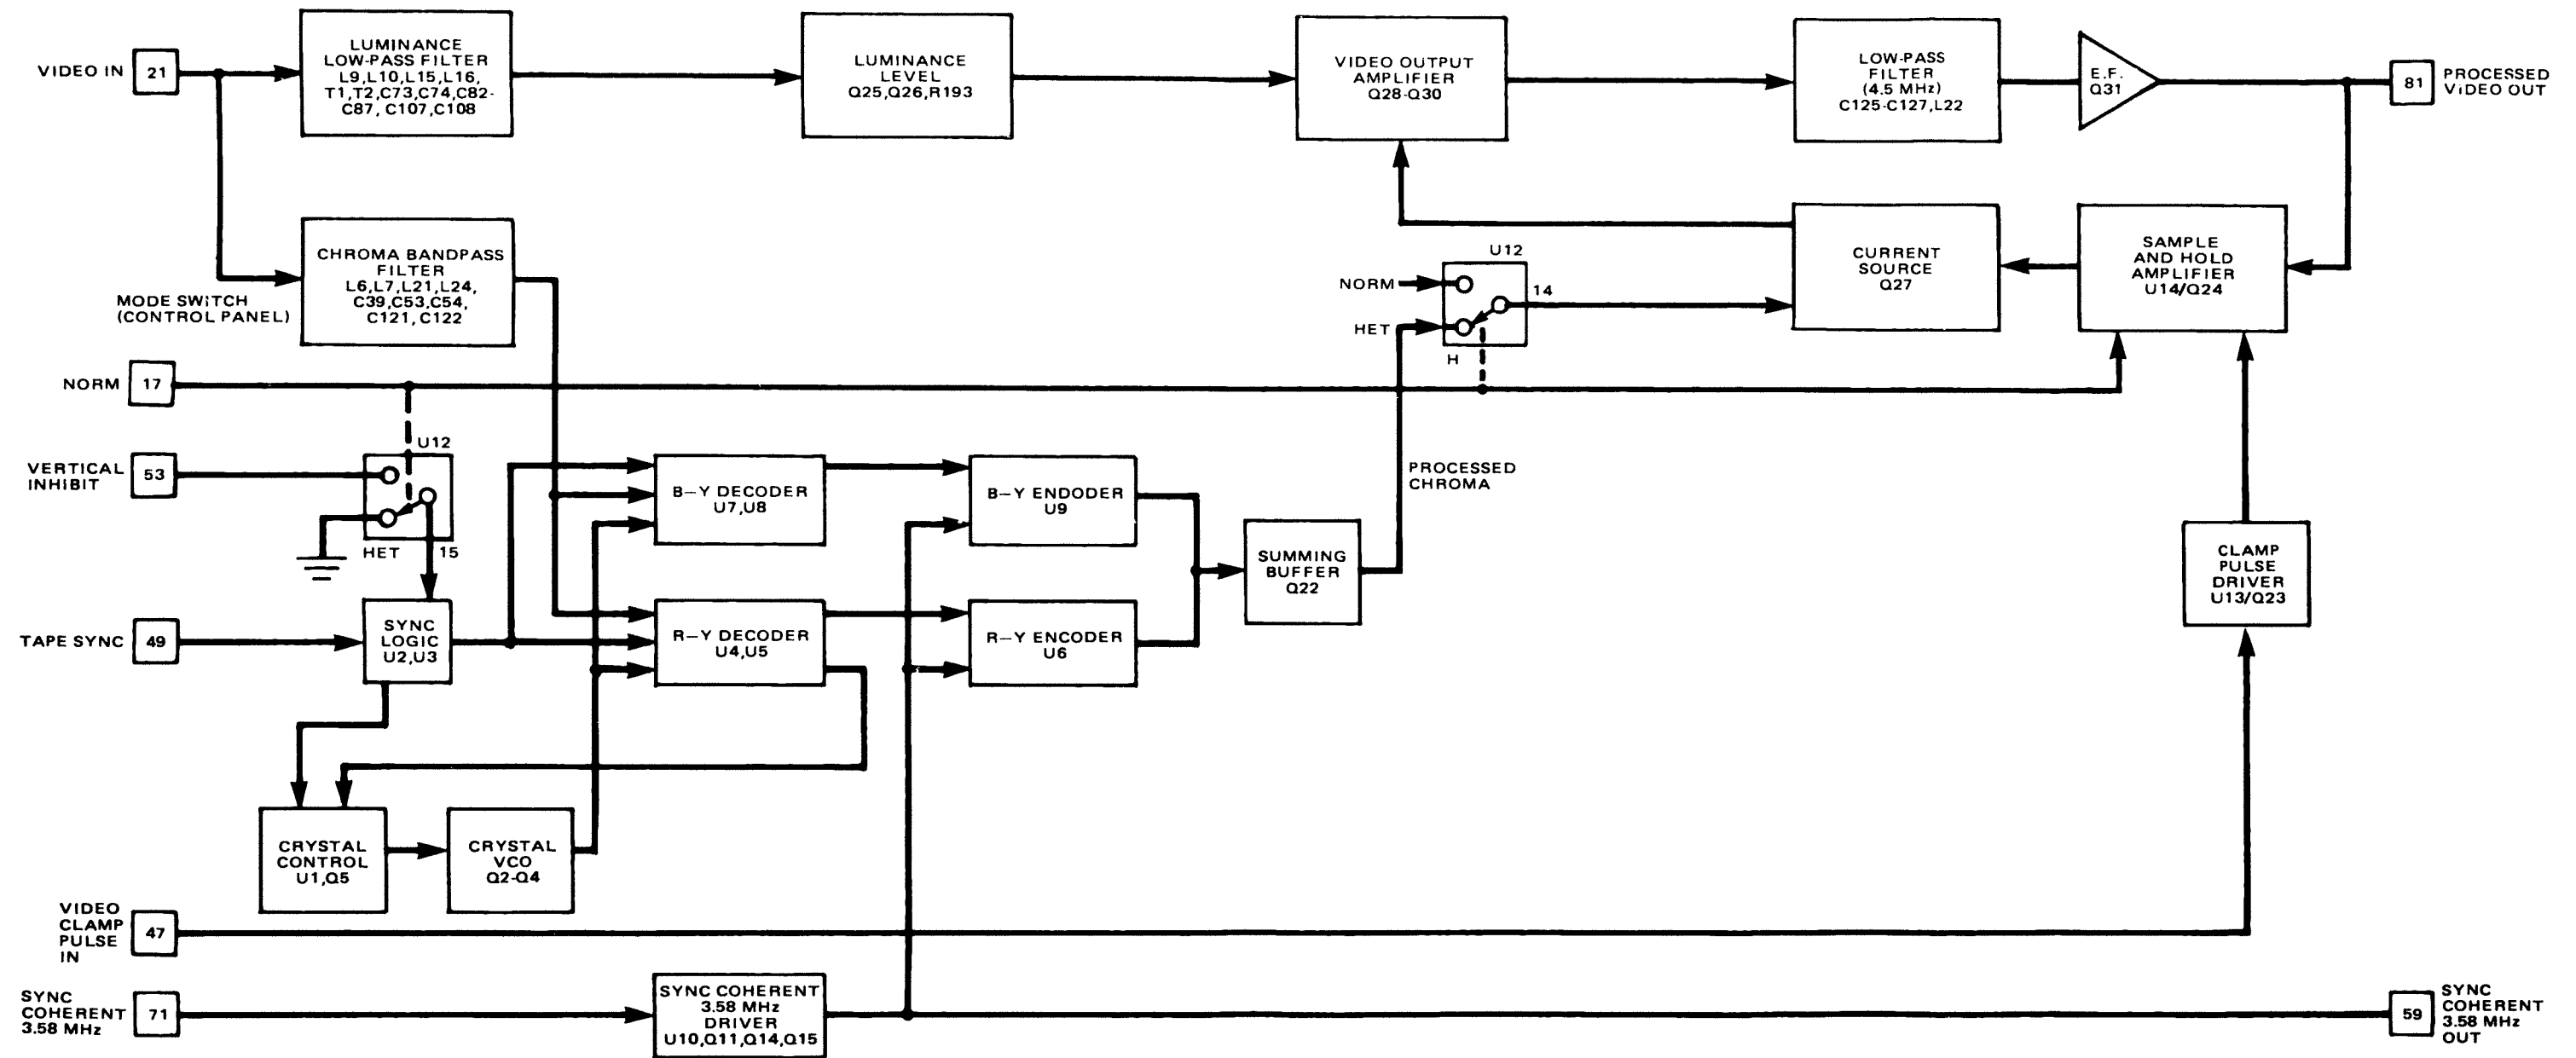 VIDEO IN
21
LUMINANCE
LOW-PASS FILTER
L9,L10,L15,L16,
T1,T2,C73,C74,C82-
C87, C107,C108
LUMINANCE
LEVEL
Q25,Q26,R193
VIDEO OUTPUT
AMPLIFIER
Q28-Q30
LOW-PASS
FILTER
(4.5 MHz)
C125-C127,L22
E.F.
Q31
81
PROCESSED
ViDEO OUT
CHROMA BANDPASS
FILTER
L6,L7,L21,L24,
C39,C53,C54,
C121, C122
MODE SWITCH
(CONTROL PANEL)
U12
NORM
14
HET
H
CURRENT
SOURCE
Q27
SAMPLE
AND HOLD
AMPLIFIER
U14/Q24
NORM
17
U12
VERTICAL
INHIBIT
53
HET
15
B-Y DECODER
U7,U8
B-Y ENDODER
U9
PROCESSED
CHROMA
SUMMING
BUFFER
Q22
CLAMP
PULSE
DRIVER
U13/Q23
TAPE SYNC
49
SYNC
LOGIC
U2,U3
R-Y DECODER
U4,U5
R-Y ENCODER
U6
CRYSTAL
CONTROL
U1,Q5
CRYSTAL
VCO
Q2-Q4
VIDEO
CLAMP
PULSE
IN
47
SYNC
COHERENT
3.58 MHz
71
SYNC COHERENT
3.58 MHz
DRIVER
U10,Q11,Q14,Q15
59
SYNC
COHERENT
3.58 MHz
OUT